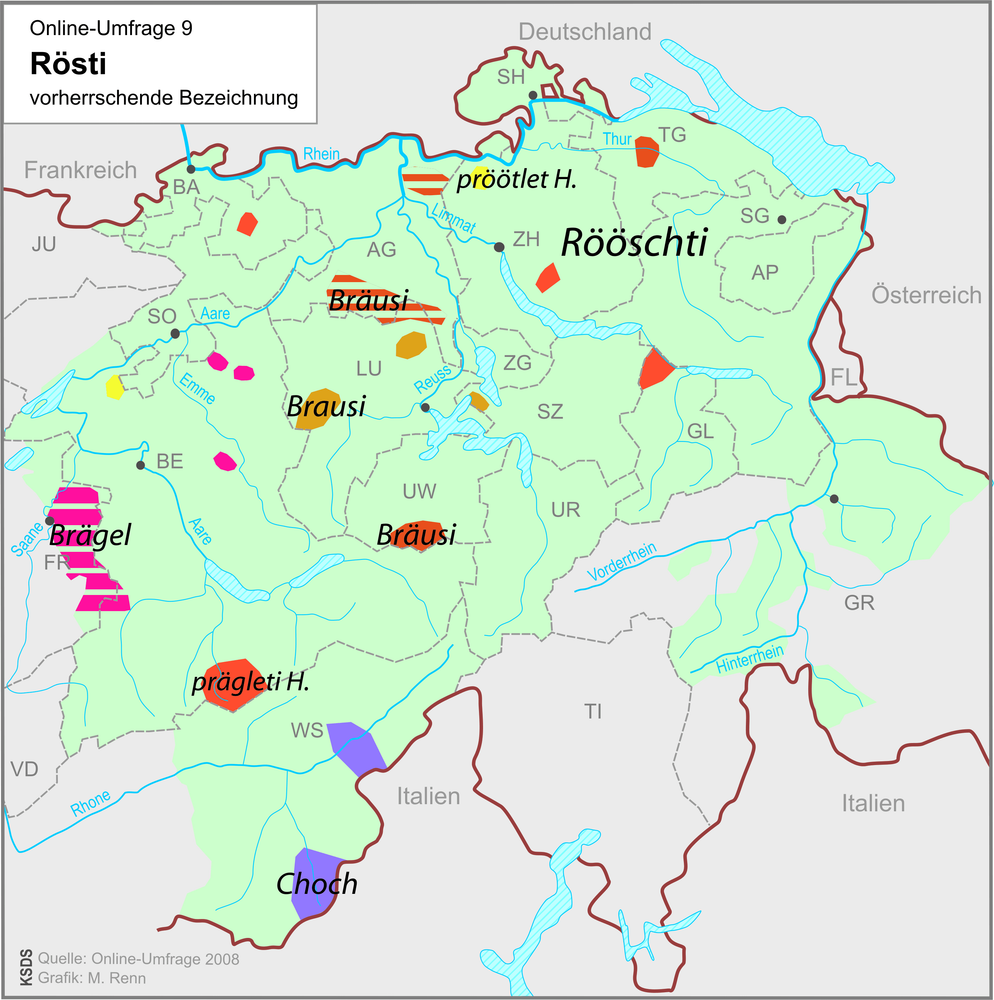 Online-Umfrage 9
Rösti
vorherrschende Bezeichnung
Deutschland
SH
Thur
TG
Rhein
Frankreich
BA
pröötlet H.
Limmat
SG
JU
AG
ZH
Rööschti
AP
Österreich
Bräusi
SO
Aare
ZG
LU
Reuss
FL
Emme
Brausi
SZ
GL
BE
UW
UR
Saane
Brägel
Aare
Bräusi
FR
Vorderrhein
GR
Hinterrhein
prägleti H.
TI
WS
VD
Rhone
Italien
Italien
Choch
KSDS
Quelle: Online-Umfrage 2008
Grafik: M. Renn